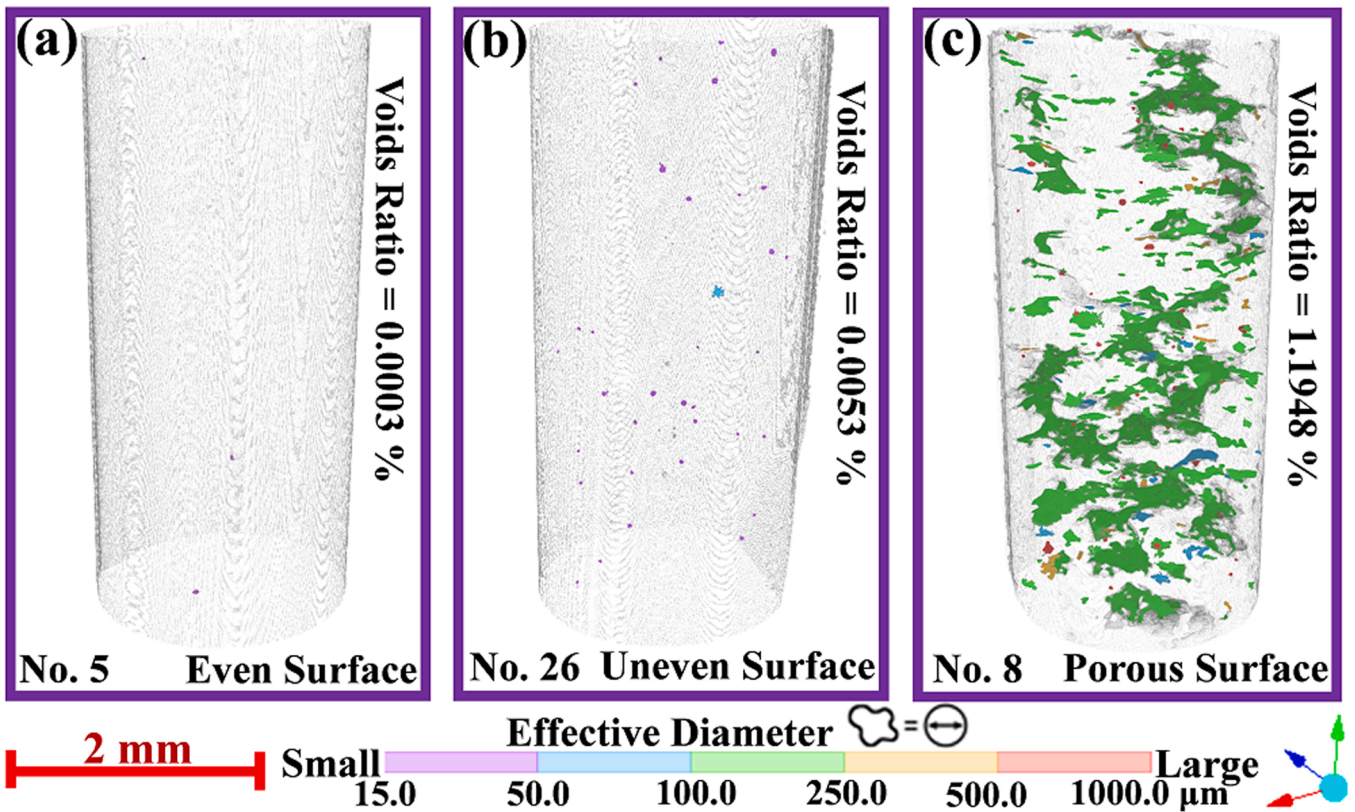 (a)
Voids Ratio = 0.0003 %
No. 5 Even Surface
(b)
Voids Ratio = 0.0053 %
No. 26 Uneven Surface
(c)
Voids Ratio = 1.1948 %
No. 8 Porous Surface
2 mm
Effective Diameter =
Small Large
15.0 50.0 100.0 250.0 500.0 1000.0 μm